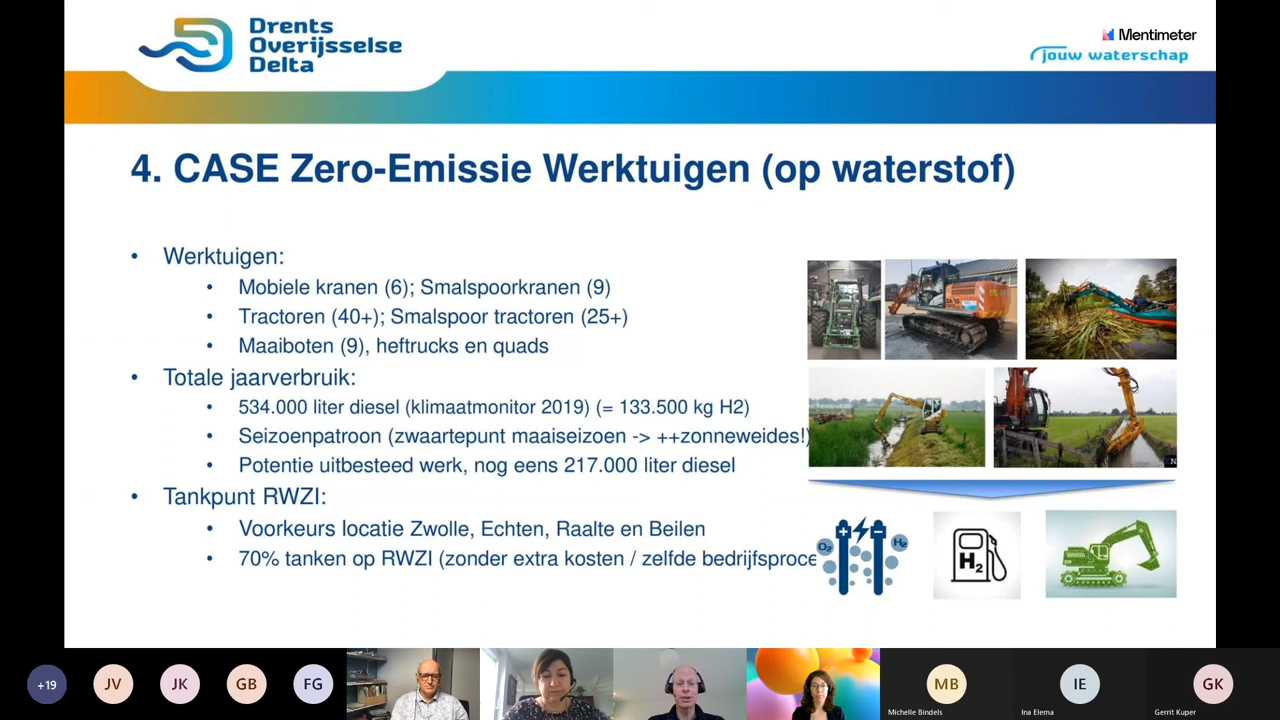 Drents
Overijsselse
Delta
Mentimeter
jouw waterschap
4. CASE Zero-Emissie Werktuigen (op waterstof)
• Werktuigen:
• Mobiele kranen (6); Smalspoorkranen (9)
• Tractoren (40+); Smalspoor tractoren (25+)
• Maaiboten (9), heftrucks en quads
• Totale jaarverbruik:
• 534.000 liter diesel (klimaatmonitor 2019) (= 133.500 kg H2)
• Seizoenpatroon (zwaartepunt maaiseizoen -> ++zonneweides!)
• Potentie uitbesteed werk, nog eens 217.000 liter diesel
• Tankpunt RWZI:
• Voorkeurs locatie Zwolle, Echten, Raalte en Beilen
• 70% tanken op RWZI (zonder extra kosten / zelfde bedrijfsproce
N
+ −
O2 H2
H2
+19 JV JK GB FG MB IE GK
Michelle Bindels Ina Elema Gerrit Kuper